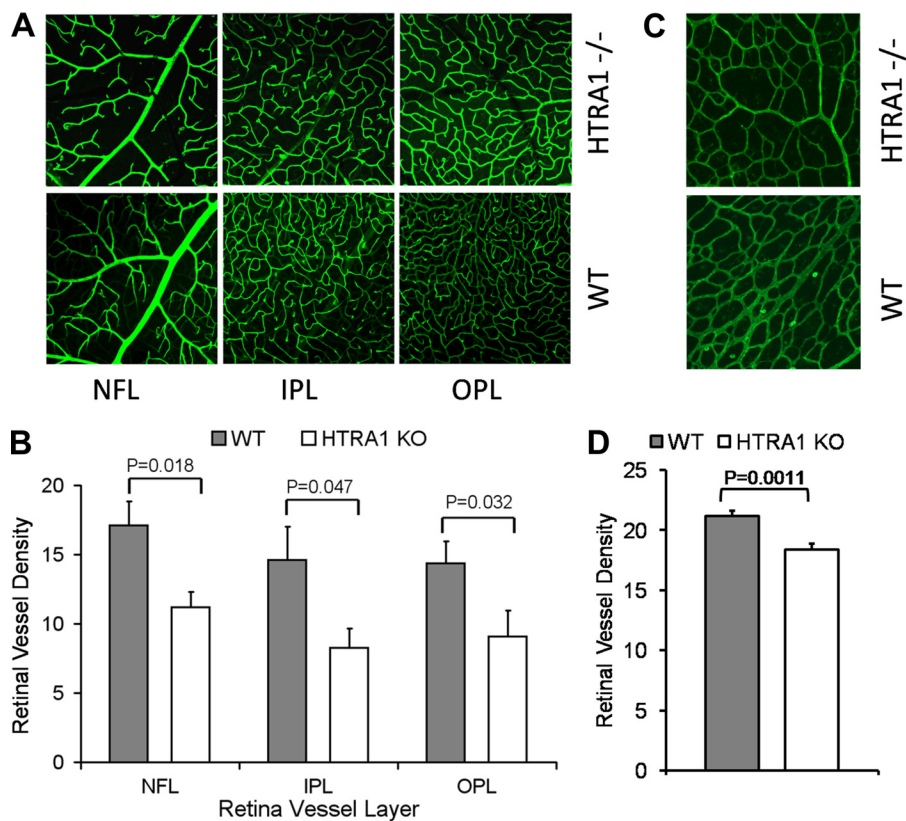 A
HTRA1 -/-
WT
NFL IPL OPL
C
HTRA1 -/-
WT
B
WT HTRA1 KO
P=0.018
P=0.047
P=0.032
Retinal Vessel Density
20
15
10
5
0
NFL IPL OPL
Retina Vessel Layer
D
WT HTRA1 KO
P=0.0011
Retinal Vessel Density
25
20
15
10
5
0